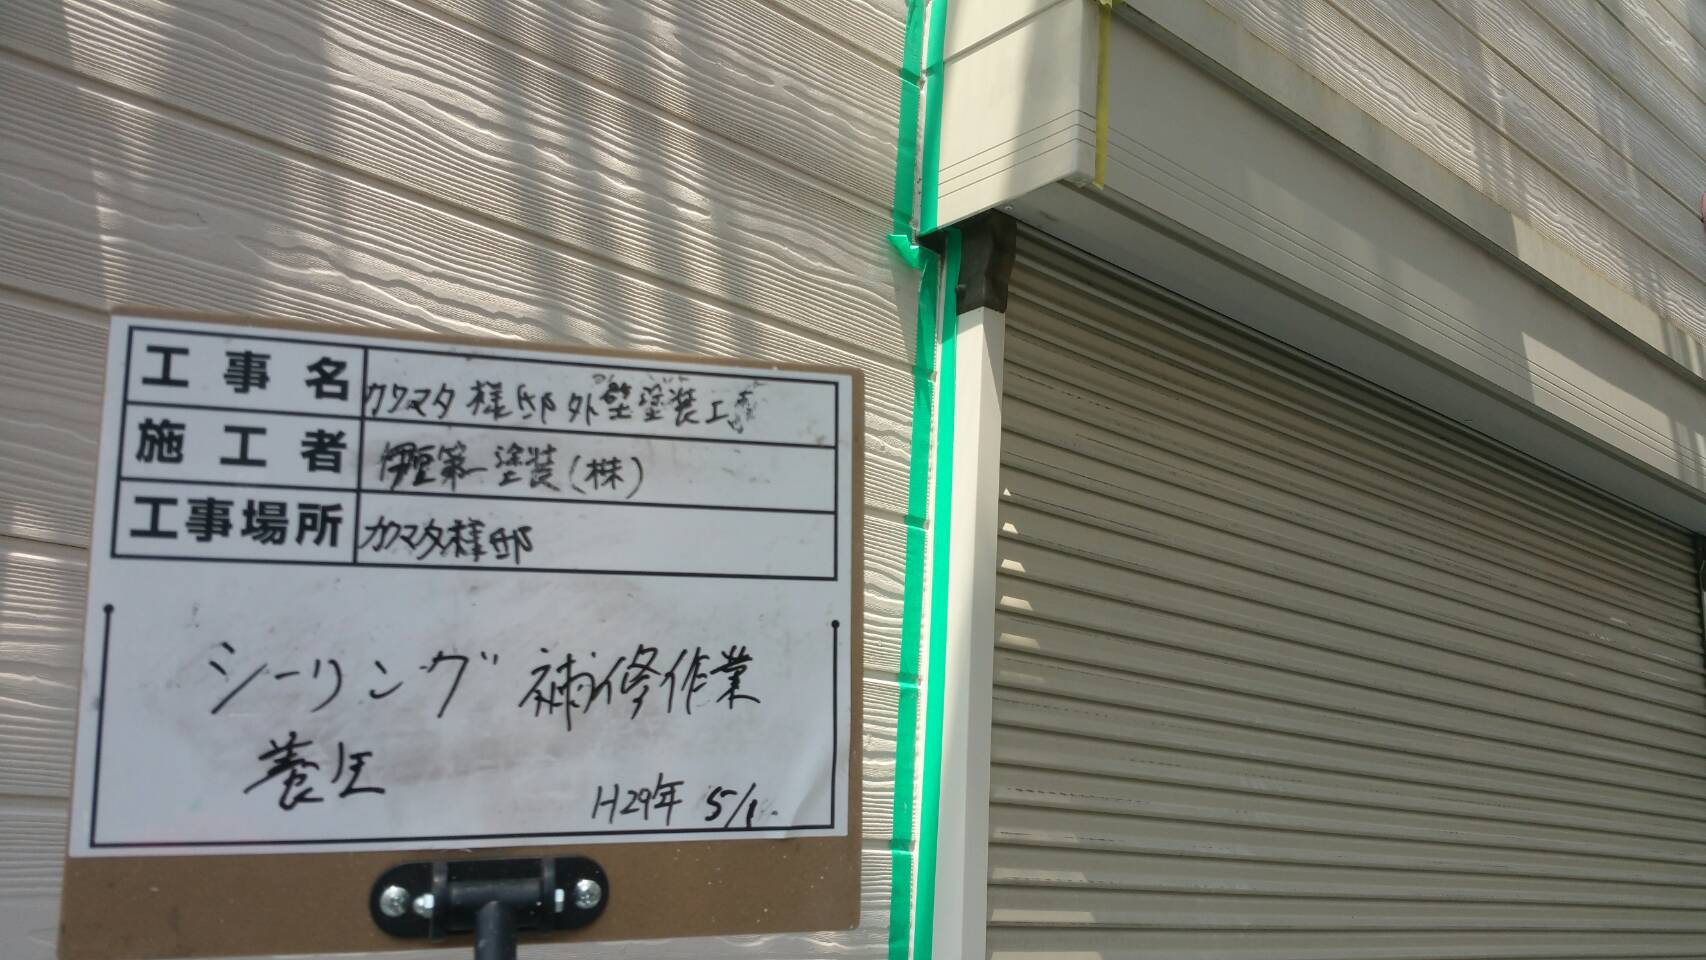 工事名 カワマタ様邸外壁塗装工事
施工者 伊豆第一塗装(株)
工事場所 カワマタ様邸
シーリング補修作業
養生
H29年 5/1